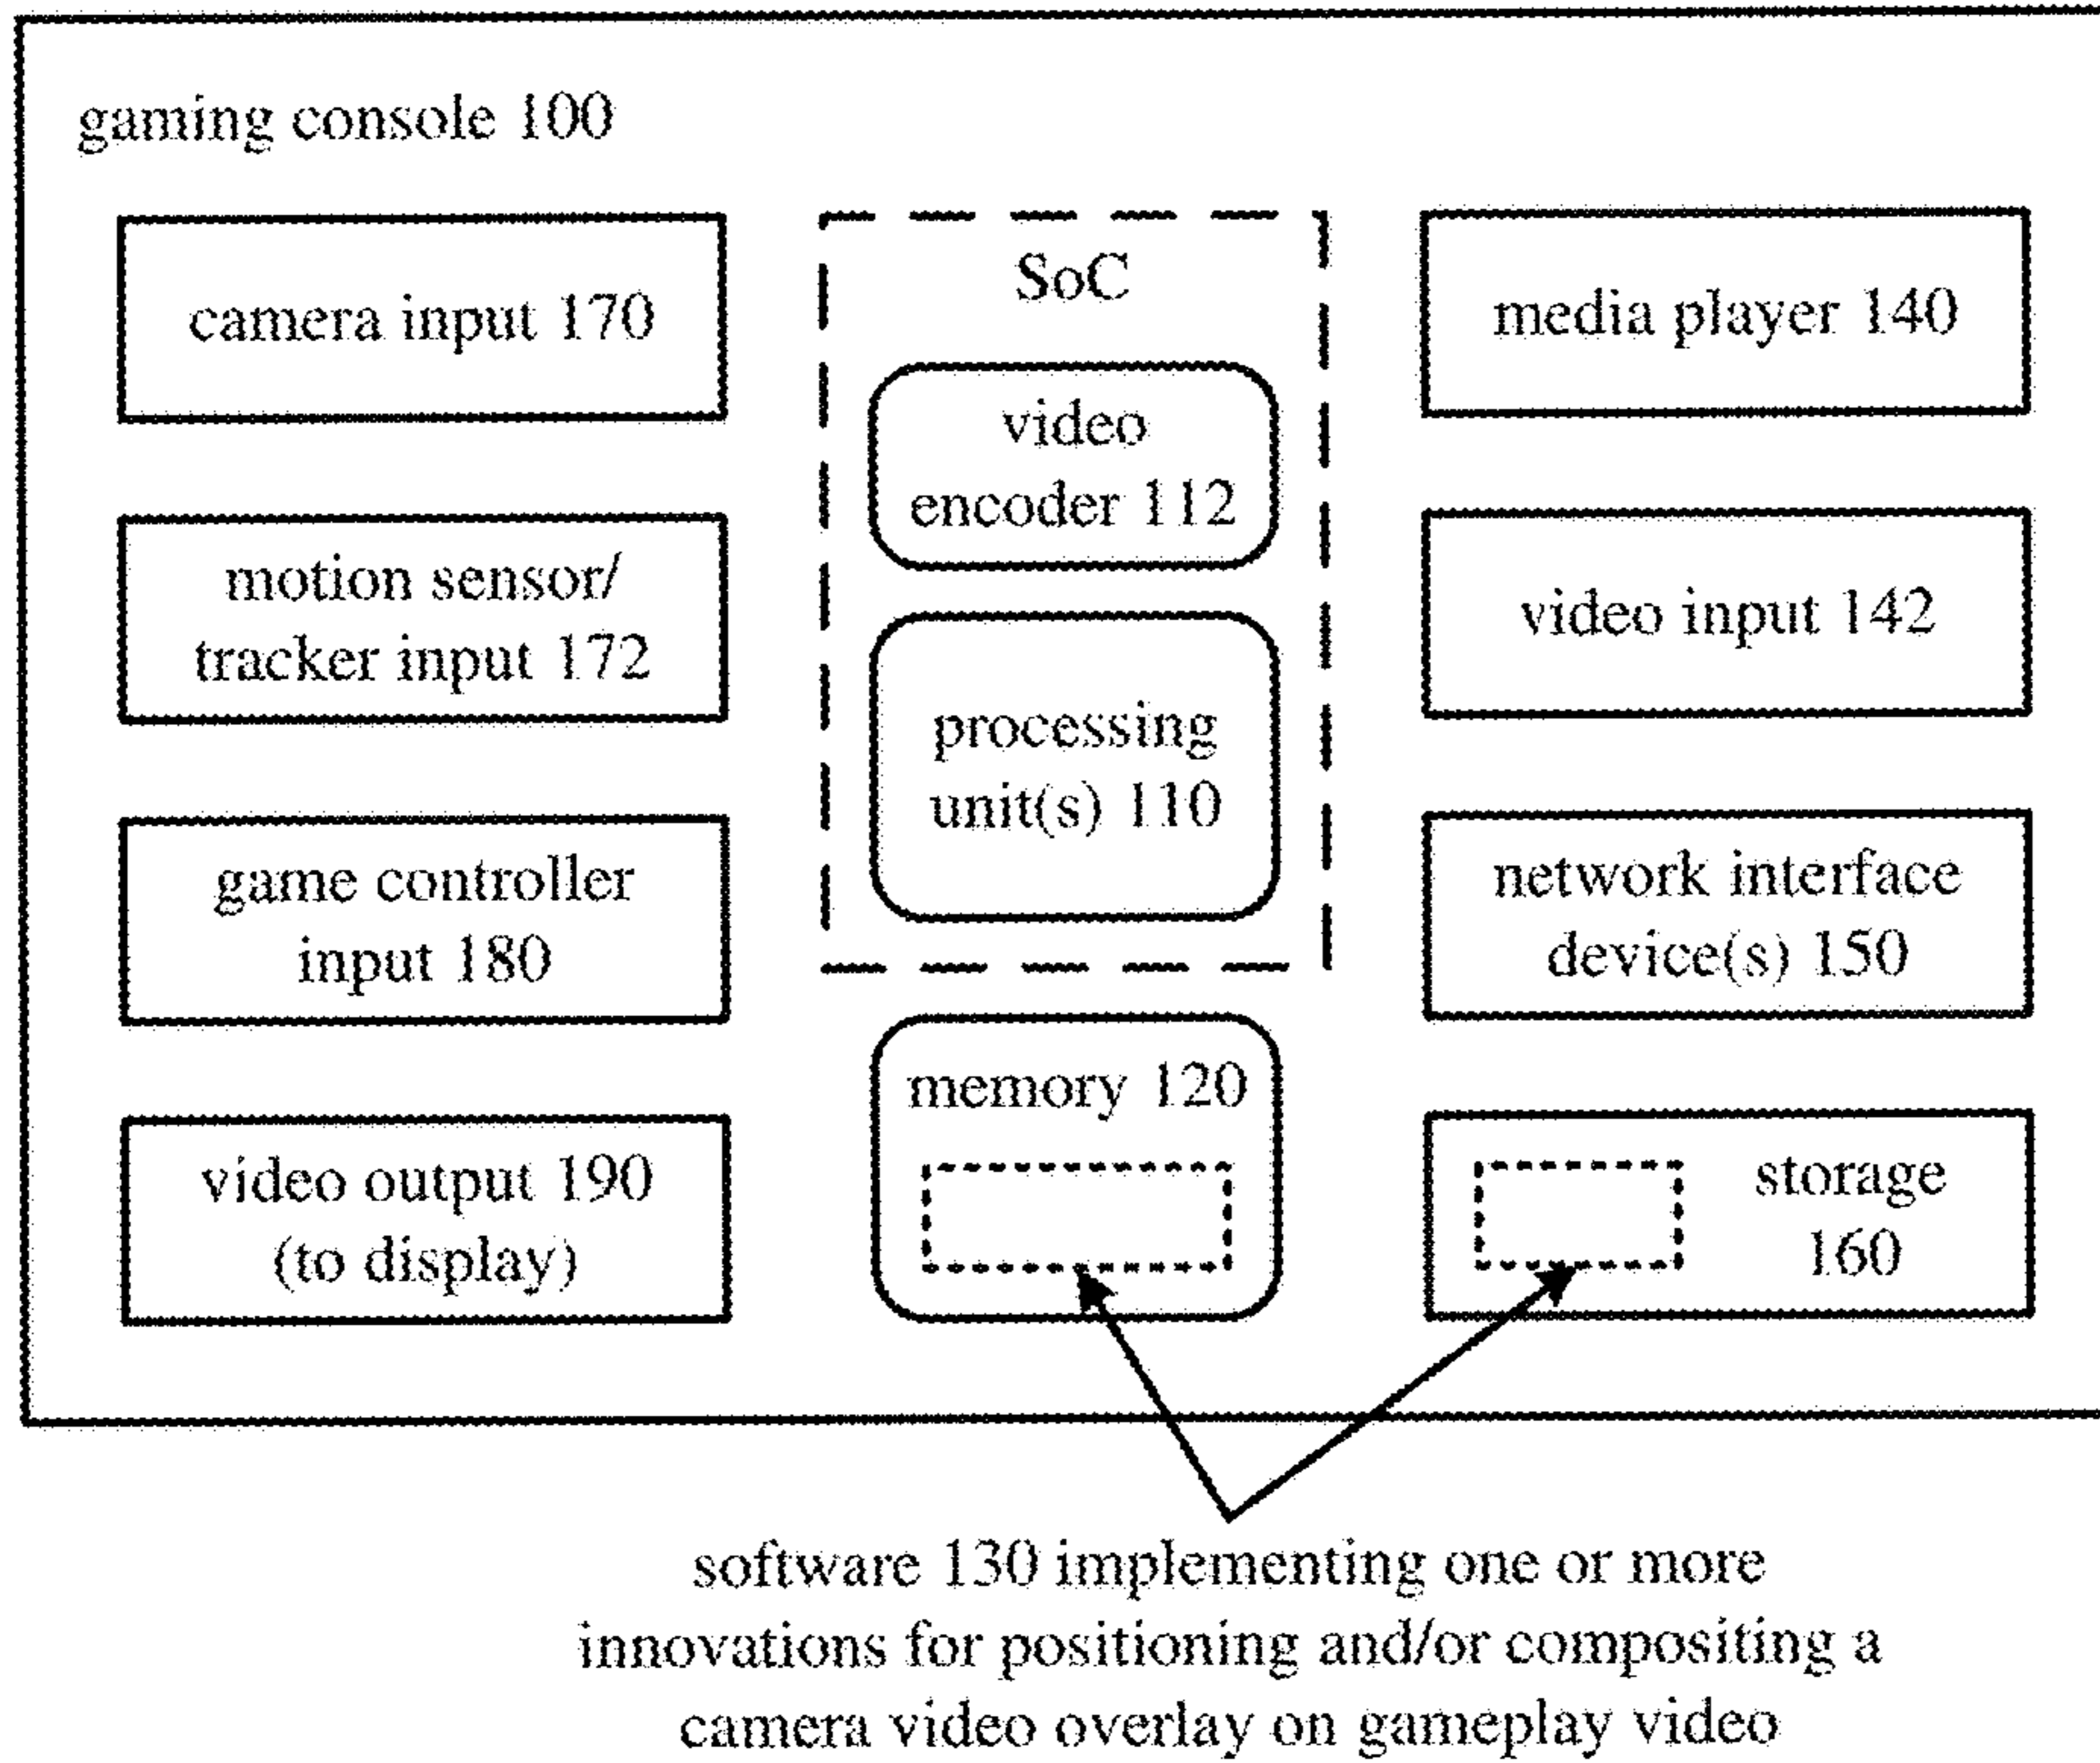 gaming console 100
camera input 170
motion sensor/
tracker input 172
game controller
input 180
video output 190
(to display)
SoC
video
encoder 112
processing
unit(s) 110
memory 120
media player 140
video input 142
network interface
device(s) 150
storage
160
software 130 implementing one or more
innovations for positioning and/or compositing a
camera video overlay on gameplay video